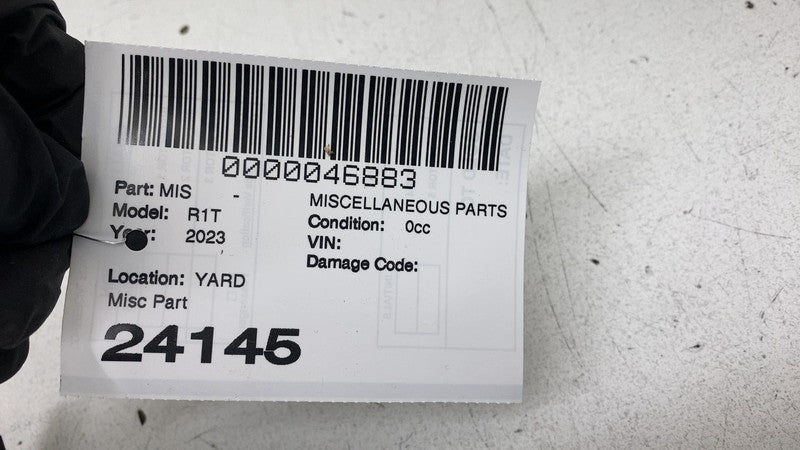 0000046883
Part: MIS -
MISCELLANEOUS PARTS
Model: R1T
Condition: 0cc
Year: 2023
VIN:
Damage Code:
Location: YARD
Misc Part
24145